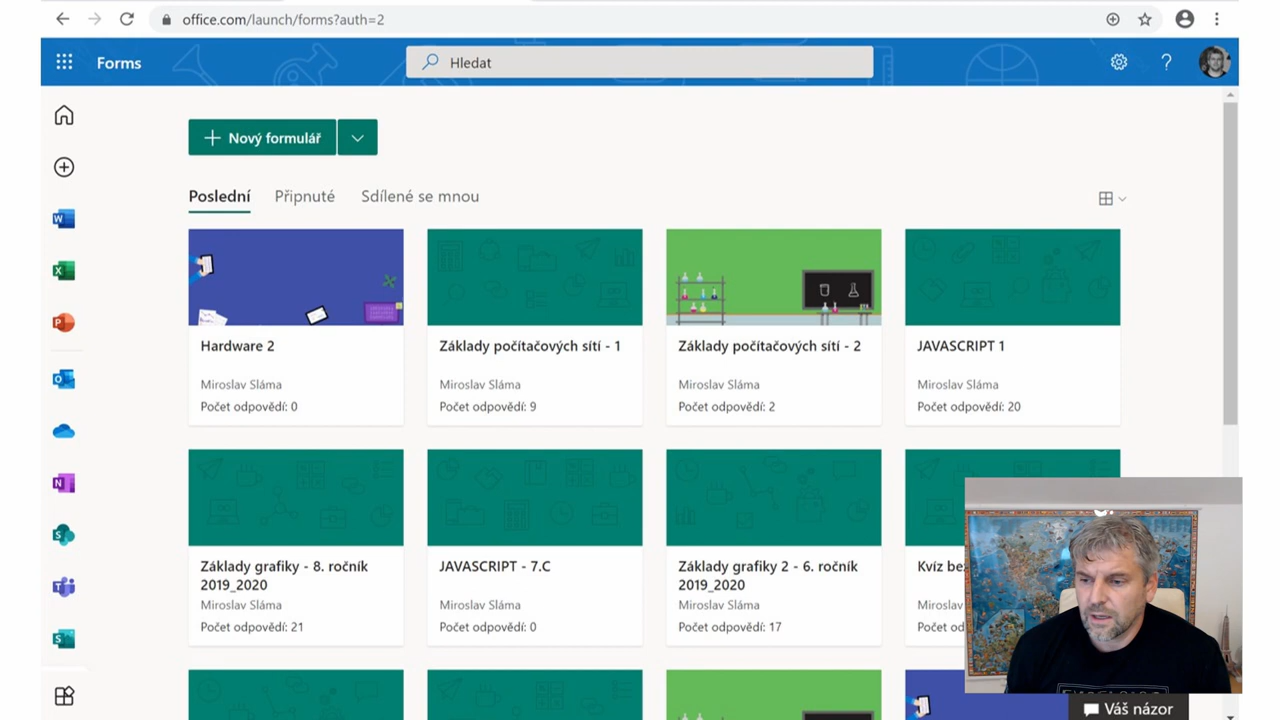 office.com/launch/forms?auth=2
Forms
Hledat
Nový formulář
Poslední Připnuté Sdílené se mnou
Hardware 2
Miroslav Sláma
Počet odpovědí: 0
Základy počítačových sítí - 1
Miroslav Sláma
Počet odpovědí: 9
Základy počítačových sítí - 2
Miroslav Sláma
Počet odpovědí: 2
JAVASCRIPT 1
Miroslav Sláma
Počet odpovědí: 20
Základy grafiky - 8. ročník
2019_2020
Miroslav Sláma
Počet odpovědí: 21
JAVASCRIPT - 7.C
Miroslav Sláma
Počet odpovědí: 0
Základy grafiky 2 - 6. ročník
2019_2020
Miroslav Sláma
Počet odpovědí: 17
Kvíz
Miroslav
Počet
Váš názor